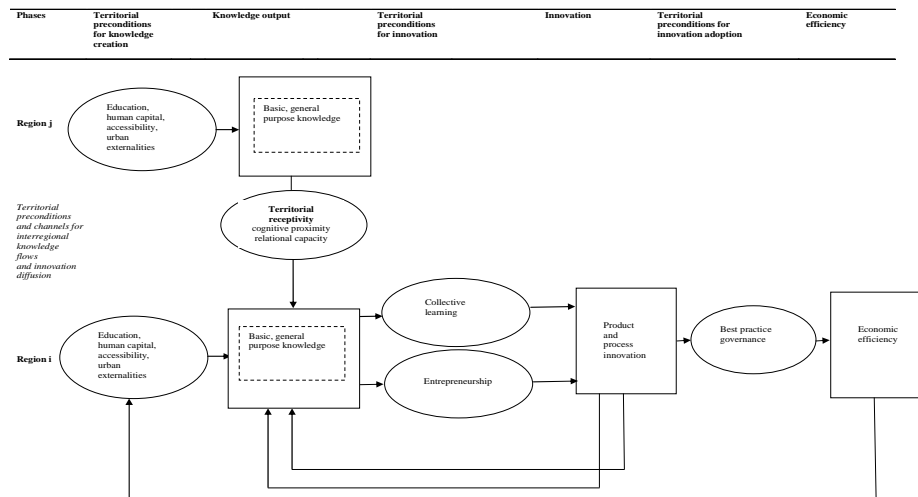 Phases
Territorial
preconditions
for knowledge
creation
Knowledge output
Territorial
preconditions
for innovation
Innovation
Territorial
preconditions for
innovation adoption
Economic
efficiency
Region j
Education,
human capital,
accessibility,
urban
externalities
Basic, general
purpose knowledge
Territorial
preconditions
and channels for
interregional
knowledge
flows
and innovation
diffusion
Territorial
receptivity
cognitive proximity
relational capacity
Region i
Education,
human capital,
accessibility,
urban
externalities
Basic, general
purpose knowledge
Collective
learning
Entrepreneurship
Product
and
process
innovation
Best practice
governance
Economic
efficiency